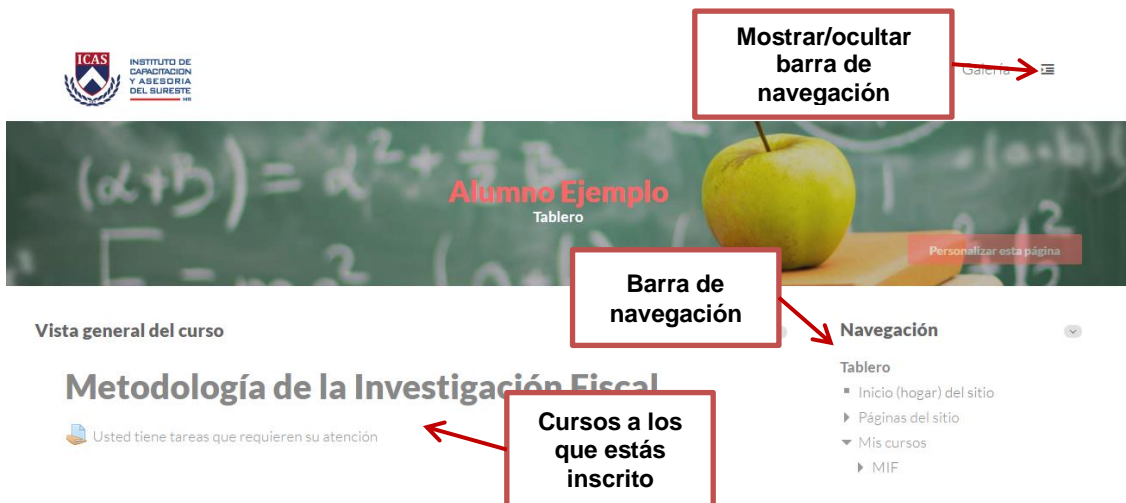 Mostrar/ocultar
barra de
navegación
ICAS
INSTITUTO DE
CAPACITACION
Y ASESORIA
DEL SURESTE
MR
Galería
(α+B) = α² +
Alumno Ejemplo
Tablero
Personalizar esta página
Barra de
navegación
Vista general del curso
Navegación
Metodología de la Investigación Fiscal
Usted tiene tareas que requieren su atención
Cursos a los
que estás
inscrito
Tablero
Inicio (hogar) del sitio
Páginas del sitio
Mis cursos
MIF